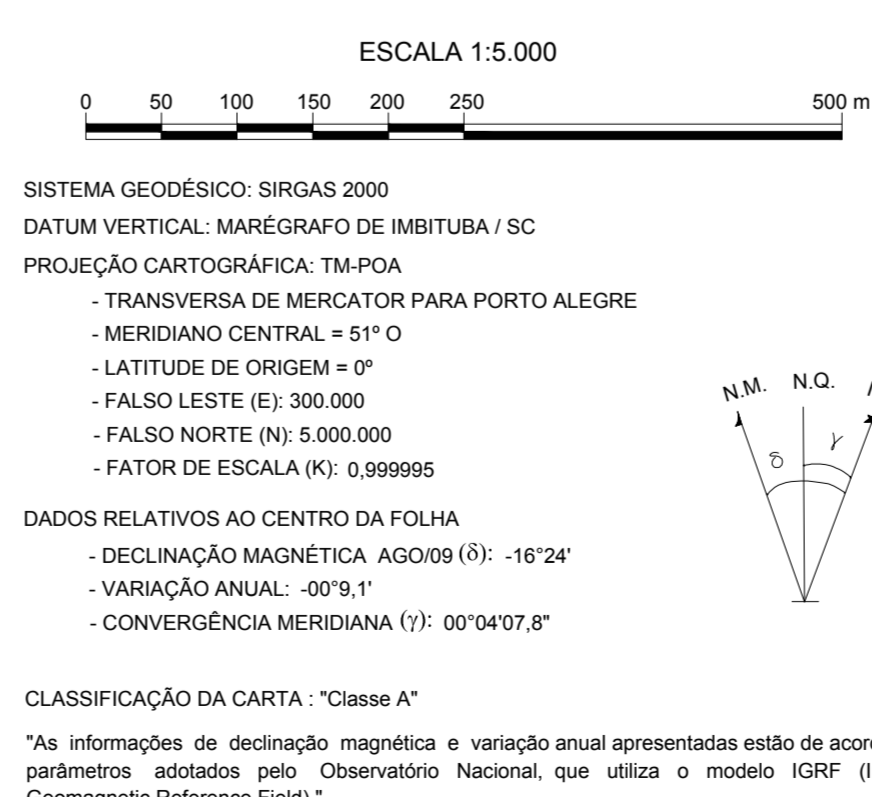 ESCALA 1:5.000
0 50 100 150 200 250 500 m
SISTEMA GEODÉSICO: SIRGAS 2000
DATUM VERTICAL: MARÉGRAFO DE IMBITUBA / SC
PROJEÇÃO CARTOGRÁFICA: TM-POA
- TRANSVERSA DE MERCATOR PARA PORTO ALEGRE
- MERIDIANO CENTRAL = 51º O
- LATITUDE DE ORIGEM = 0º
- FALSO LESTE (E): 300.000
- FALSO NORTE (N): 5.000.000
- FATOR DE ESCALA (K): 0,999995
N.M. N.Q.
δ γ
DADOS RELATIVOS AO CENTRO DA FOLHA
- DECLINAÇÃO MAGNÉTICA AGO/09 (δ): -16°24'
- VARIAÇÃO ANUAL: -00°9,1'
- CONVERGÊNCIA MERIDIANA (γ): 00°04'07,8"
CLASSIFICAÇÃO DA CARTA : "Classe A"
"As informações de declinação magnética e variação anual apresentadas estão de acor
parâmetros adotados pelo Observatório Nacional, que utiliza o modelo IGRF (I
Geomagnetic Reference Field)."